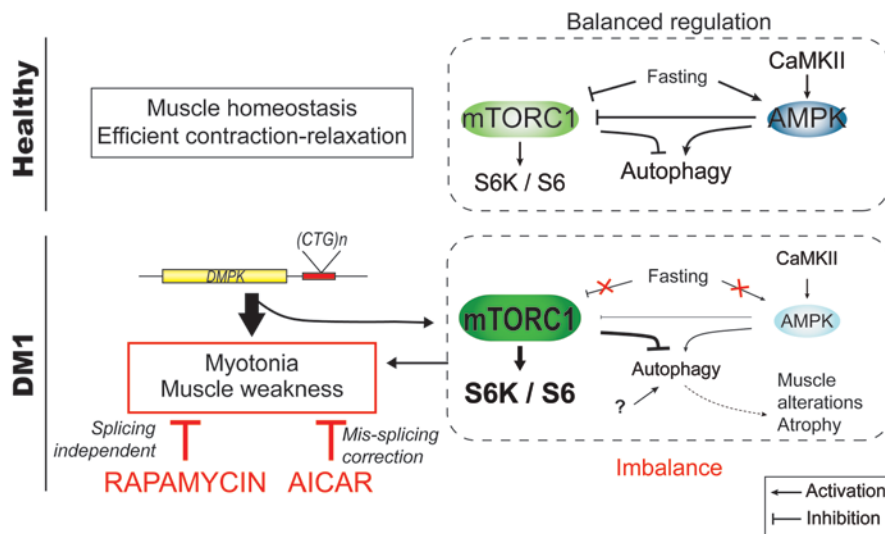 Healthy
Muscle homeostasis
Efficient contraction-relaxation
Balanced regulation
CaMKII
Fasting
mTORC1
AMPK
S6K / S6
Autophagy
DM1
(CTG)n
DMPK
Myotonia
Muscle weakness
Splicing
independent
Mis-splicing
correction
RAPAMYCIN
AICAR
CaMKII
Fasting
mTORC1
AMPK
Autophagy
S6K / S6
?
Muscle
alterations
Atrophy
Imbalance
Activation
Inhibition